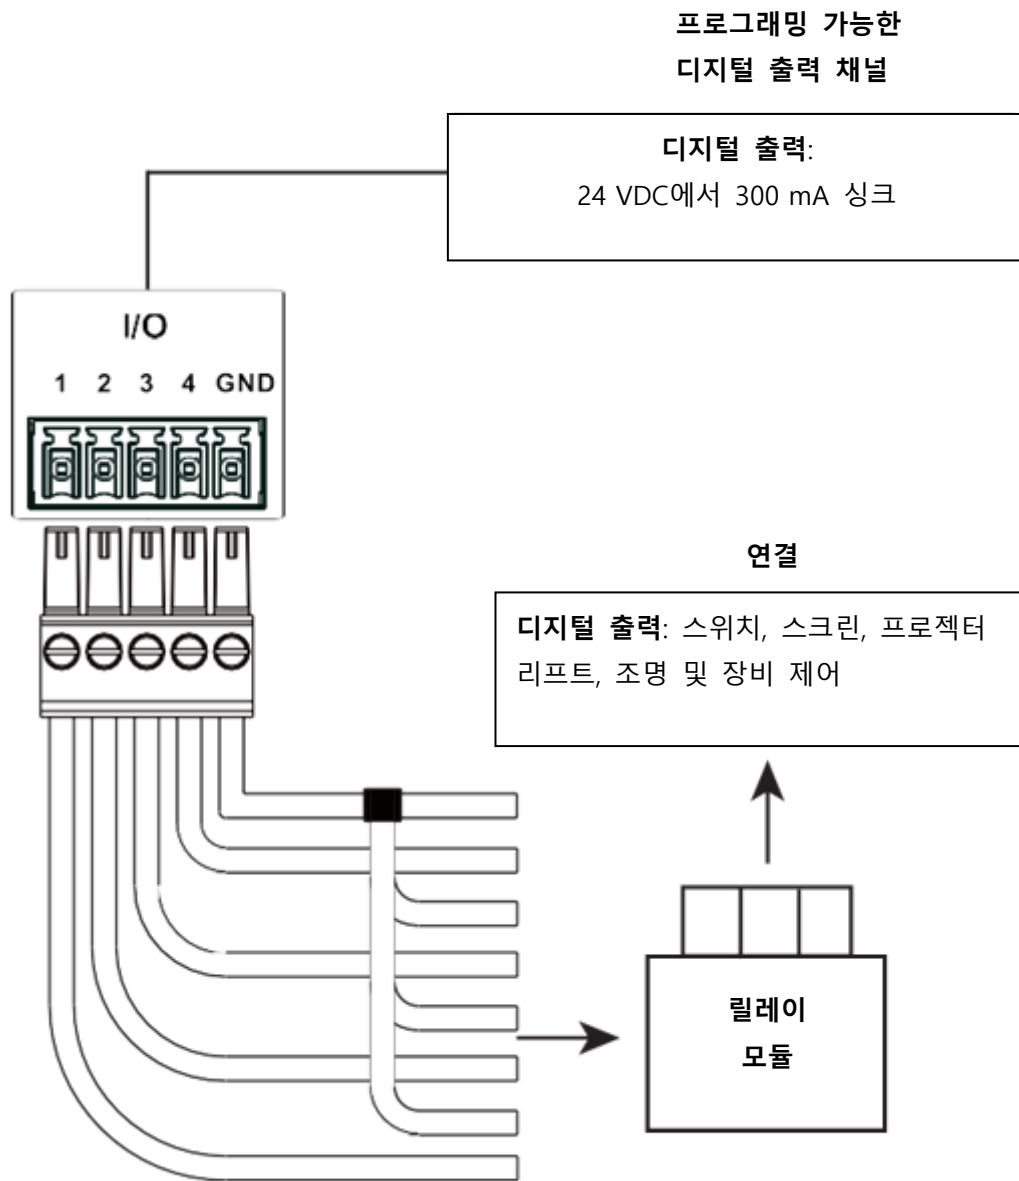 프로그래밍 가능한
디지털 출력 채널
디지털 출력:
24 VDC에서 300 mA 싱크
I/O
1 2 3 4 GND
연결
디지털 출력: 스위치, 스크린, 프로젝터
리프트, 조명 및 장비 제어
릴레이
모듈